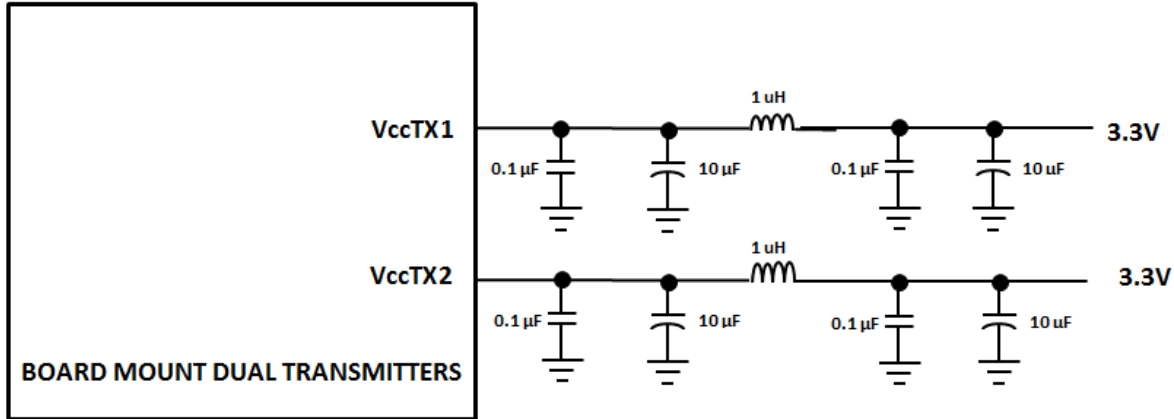 1 uH
VccTX1
3.3V
0.1 µF
10 µF
0.1 µF
10 uF
1 uH
VccTX2
3.3V
0.1 µF
10 µF
0.1 µF
10 uF
BOARD MOUNT DUAL TRANSMITTERS